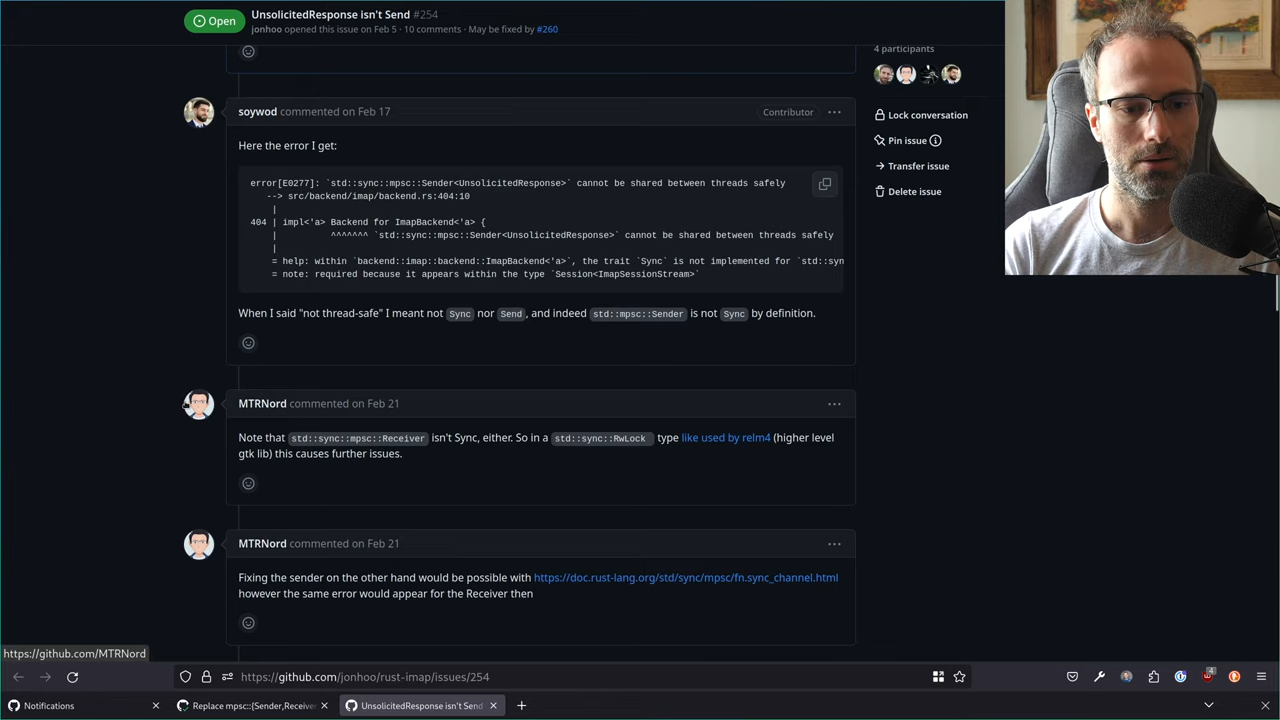 Open
UnsolicitedResponse isn't Send #254
jonhoo opened this issue on Feb 5 · 10 comments · May be fixed by #260
4 participants
Lock conversation
Pin issue
Transfer issue
Delete issue
soywod commented on Feb 17
Contributor
Here the error I get:
error[E0277]: `std::sync::mpsc::Sender<UnsolicitedResponse>` cannot be shared between threads safely
--> src/backend/imap/backend.rs:404:10
|
404 | impl<'a> Backend for ImapBackend<'a> {
| ^^^^^^^ `std::sync::mpsc::Sender<UnsolicitedResponse>` cannot be shared between threads safely
|
= help: within `backend::imap::backend::ImapBackend<'a>`, the trait `Sync` is not implemented for `std::syn
= note: required because it appears within the type `Session<ImapSessionStream>`
When I said "not thread-safe" I meant not Sync nor Send, and indeed std::mpsc::Sender is not Sync by definition.
MTRNord commented on Feb 21
Note that std::sync::mpsc::Receiver isn't Sync, either. So in a std::sync::RwLock type like used by relm4 (higher level
gtk lib) this causes further issues.
MTRNord commented on Feb 21
Fixing the sender on the other hand would be possible with https://doc.rust-lang.org/std/sync/mpsc/fn.sync_channel.html
however the same error would appear for the Receiver then
https://github.com/MTRNord
https://github.com/jonhoo/rust-imap/issues/254
4
Notifications
Replace mpsc::{Sender,Receiver
UnsolicitedResponse isn't Send